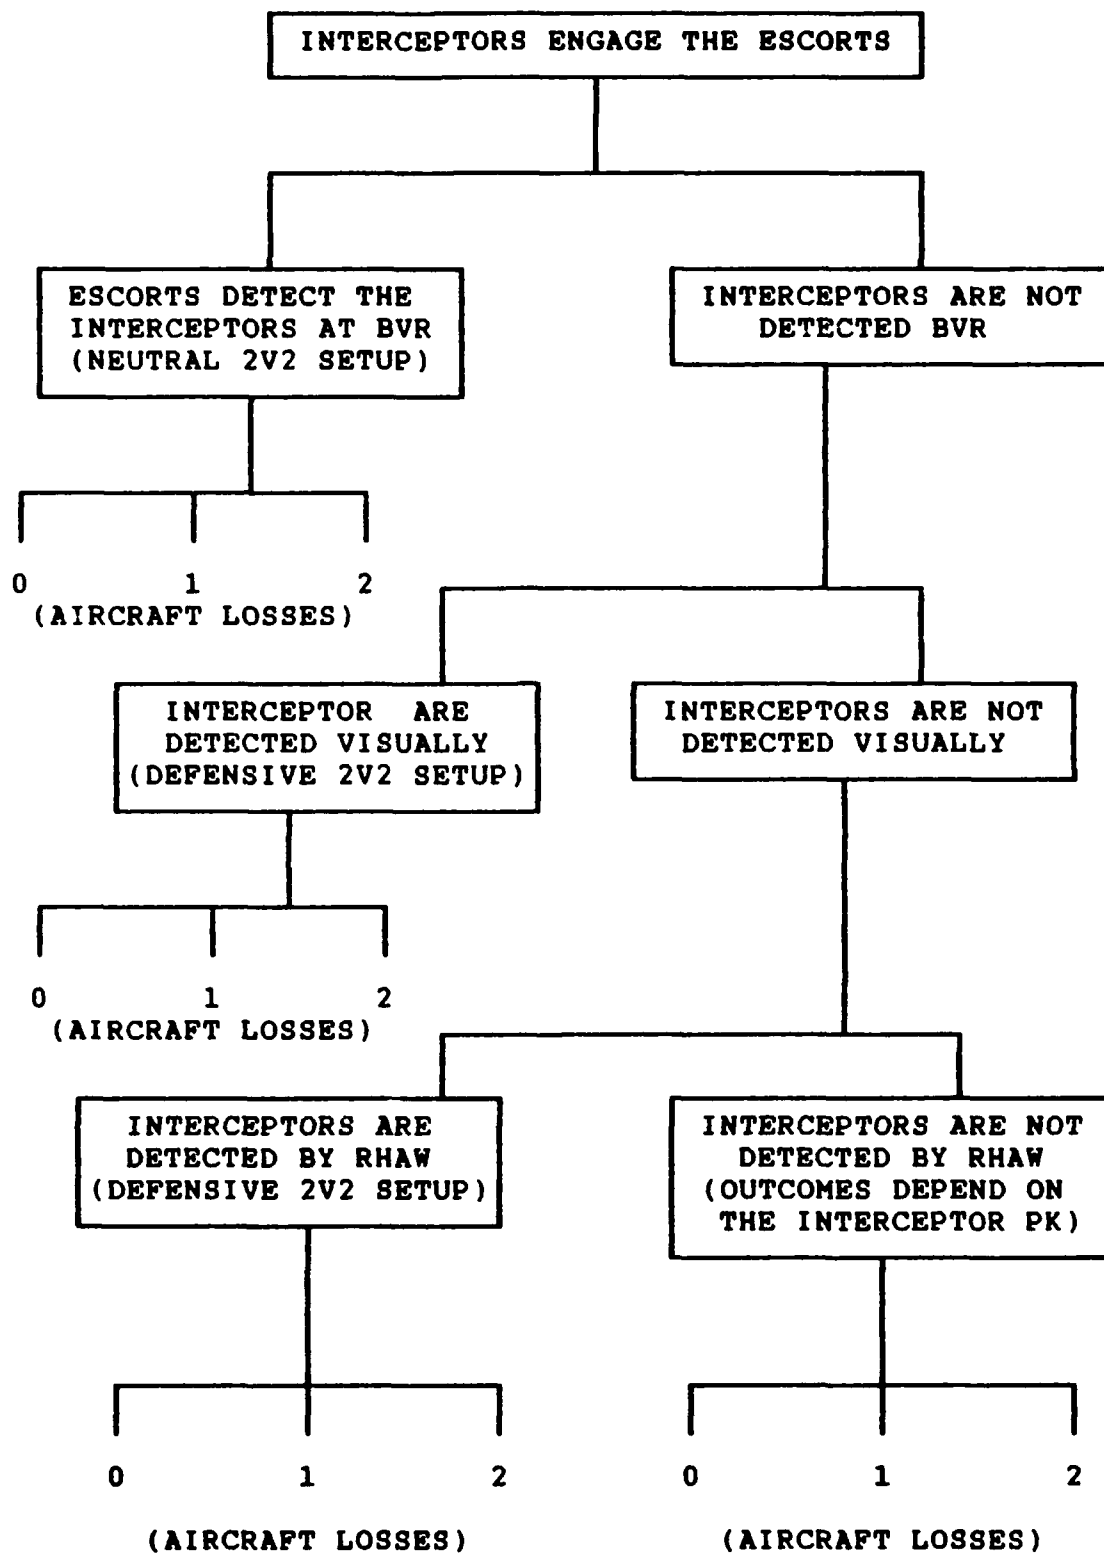 INTERCEPTORS ENGAGE THE ESCORTS
ESCORTS DETECT THE
INTERCEPTORS AT BVR
(NEUTRAL 2V2 SETUP)
INTERCEPTORS ARE NOT
DETECTED BVR
0 1 2
(AIRCRAFT LOSSES)
INTERCEPTOR ARE
DETECTED VISUALLY
(DEFENSIVE 2V2 SETUP)
INTERCEPTORS ARE NOT
DETECTED VISUALLY
0 1 2
(AIRCRAFT LOSSES)
INTERCEPTORS ARE
DETECTED BY RHAW
(DEFENSIVE 2V2 SETUP)
INTERCEPTORS ARE NOT
DETECTED BY RHAW
(OUTCOMES DEPEND ON
THE INTERCEPTOR PK)
0 1 2
(AIRCRAFT LOSSES)
0 1 2
(AIRCRAFT LOSSES)